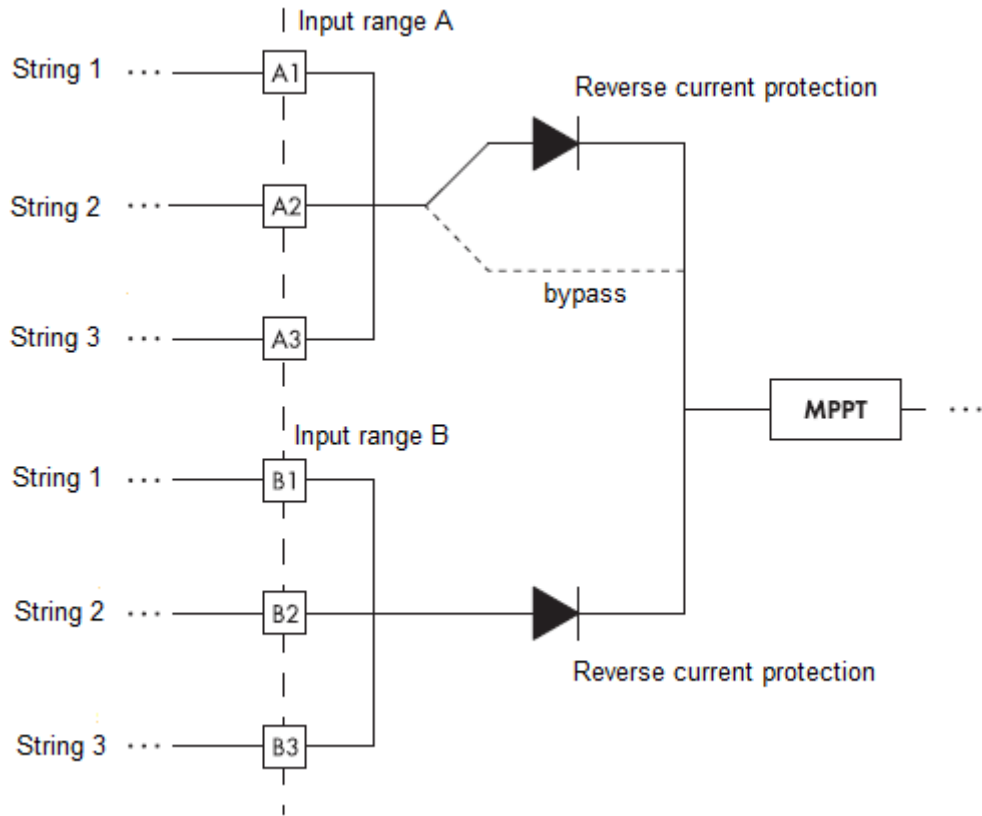 Input range A
String 1 ... A1
Reverse current protection
String 2 ... A2
bypass
String 3 ... A3
MPPT ...
Input range B
String 1 ... B1
String 2 ... B2
Reverse current protection
String 3 ... B3